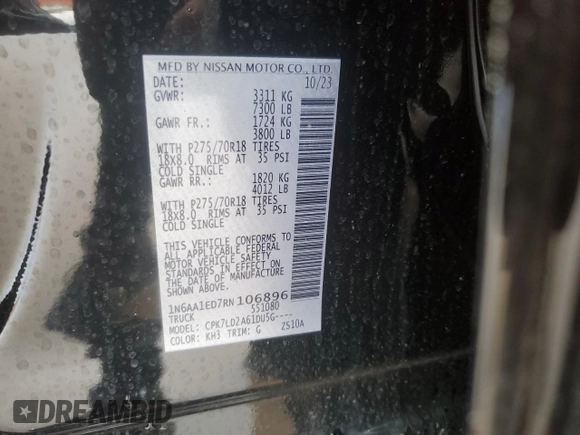 MFD BY NISSAN MOTOR CO., LTD.
DATE: 10/23
GVWR: 3311 KG
7300 LB
GAWR FR.: 1724 KG
3800 LB
WITH P275/70R18 TIRES
18X8.0 RIMS AT 35 PSI
COLD SINGLE
GAWR RR.: 1820 KG
4012 LB
WITH P275/70R18 TIRES
18X8.0 RIMS AT 35 PSI
COLD SINGLE
THIS VEHICLE CONFORMS TO
ALL APPLICABLE FEDERAL
MOTOR VEHICLE SAFETY
STANDARDS IN EFFECT ON
THE DATE OF MANUFACTURE
SHOWN ABOVE.
1N6AA1ED7RN106896
TRUCK 551080
MODEL: CPK7LD2A61DU5G----
COLOR: KH3 TRIM: G ZS10A
DREAMBID